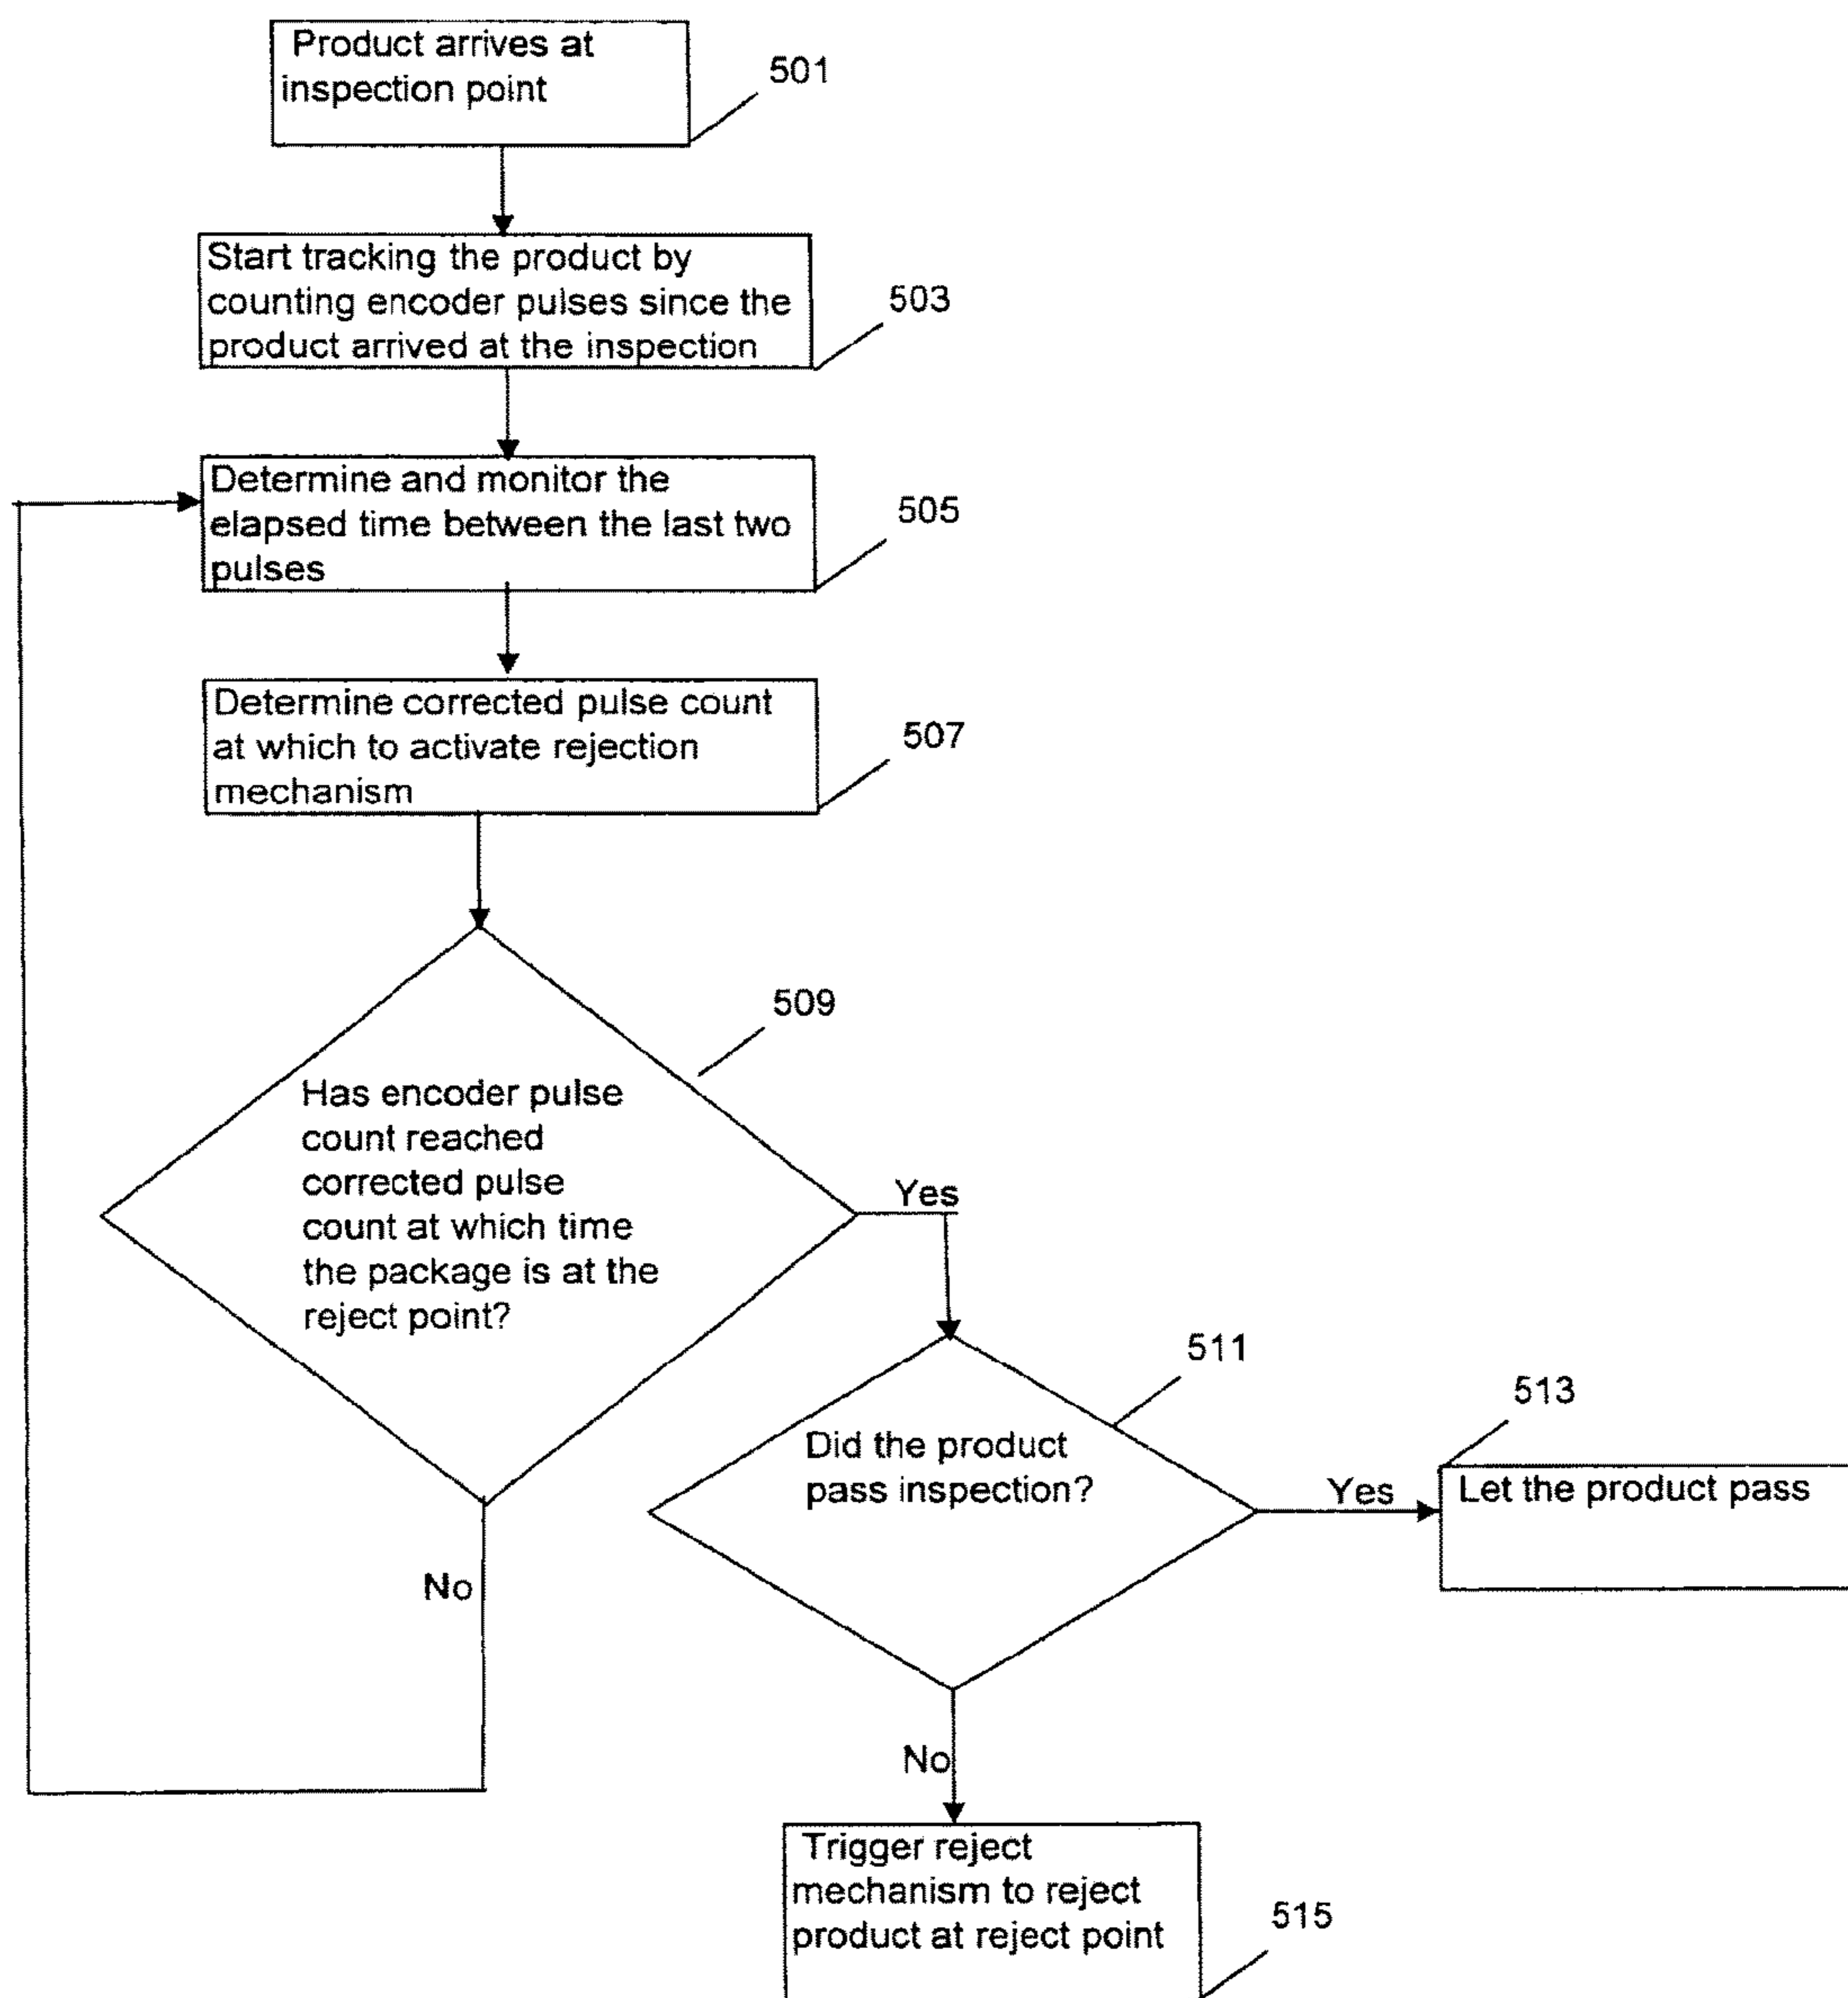 Product arrives at
inspection point
501
Start tracking the product by
counting encoder pulses since the
product arrived at the inspection
503
Determine and monitor the
elapsed time between the last two
pulses
505
Determine corrected pulse count
at which to activate rejection
mechanism
507
509
Has encoder pulse
count reached
corrected pulse
count at which time
the package is at the
reject point?
Yes
No
511
Did the product
pass inspection?
Yes
513
Let the product pass
No
Trigger reject
mechanism to reject
product at reject point
515